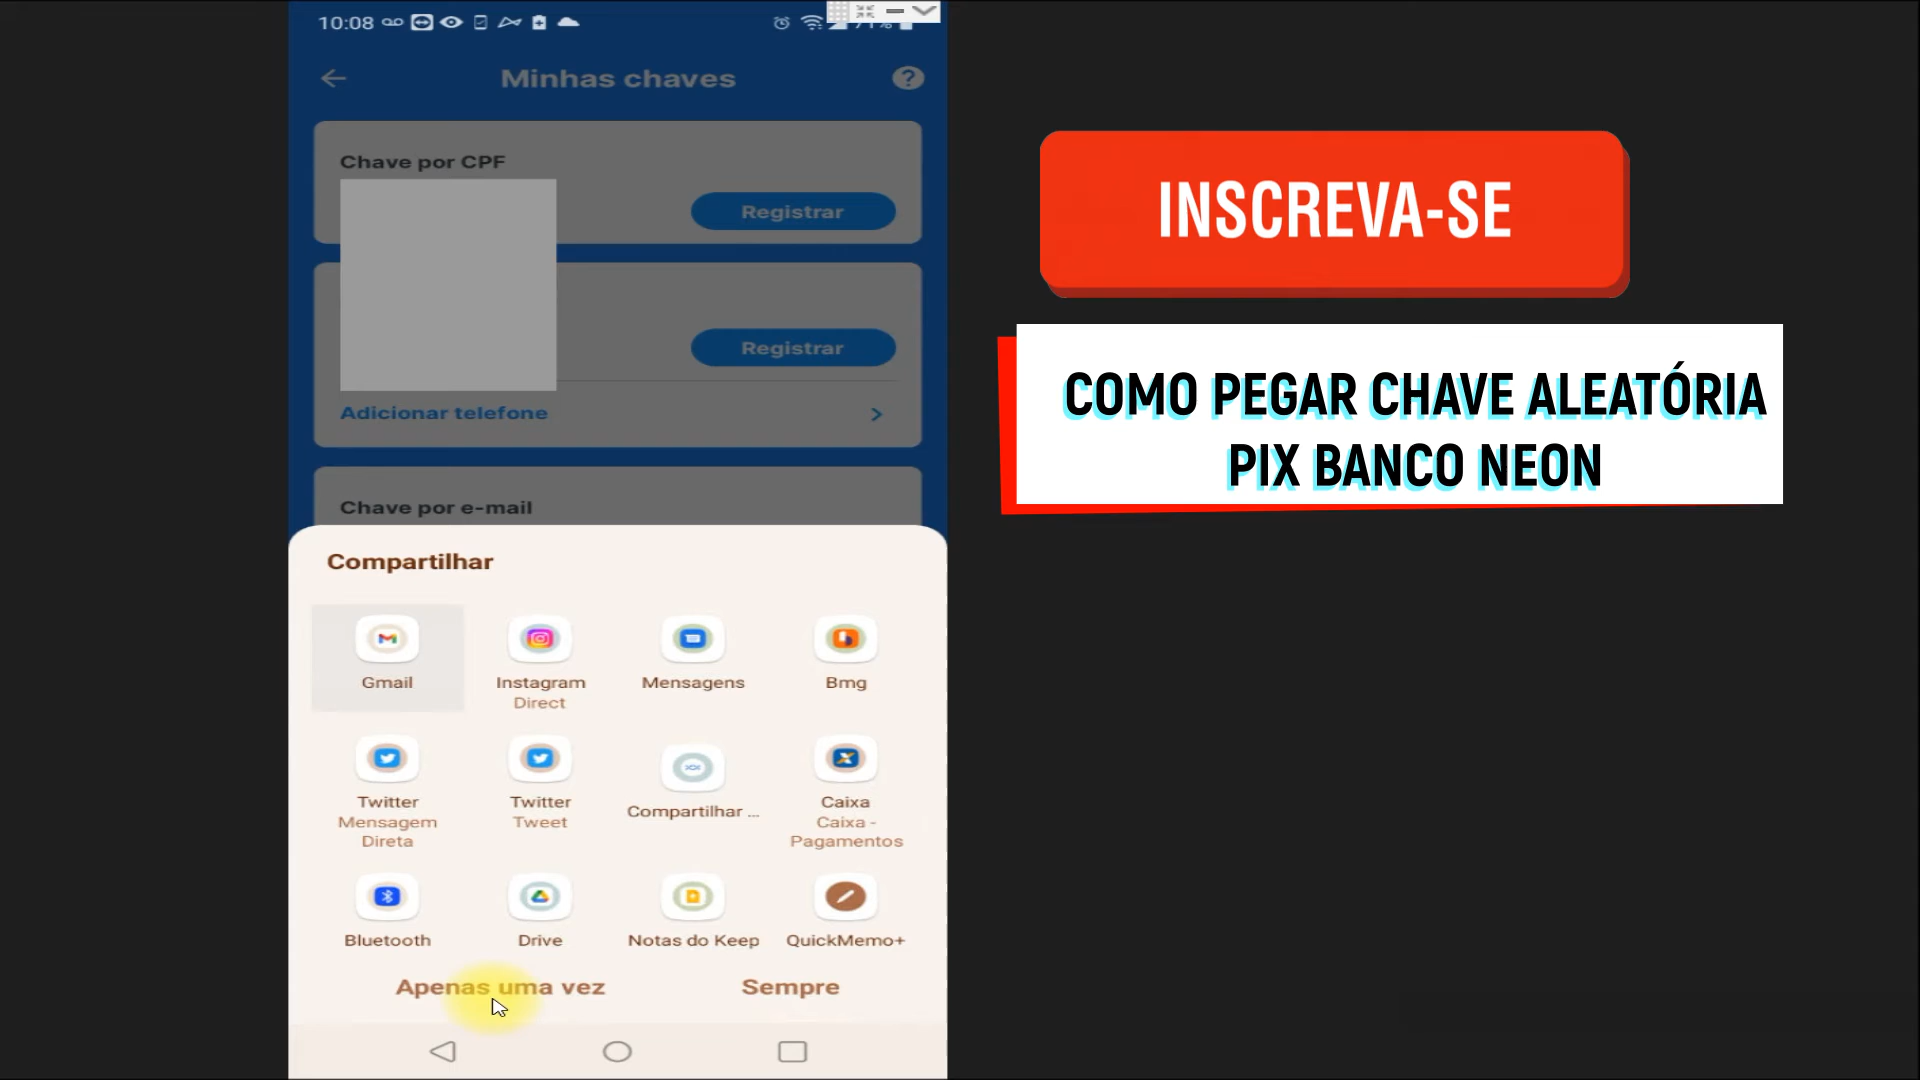 10:08
Minhas chaves
Chave por CPF
Registrar
Registrar
Adicionar telefone
Chave por e-mail
Compartilhar
Gmail
Instagram
Direct
Mensagens
Bmg
Twitter
Mensagem
Direta
Twitter
Tweet
Compartilhar ...
Caixa
Caixa -
Pagamentos
Bluetooth
Drive
Notas do Keep
QuickMemo+
Apenas uma vez
Sempre
INSCREVA-SE
COMO PEGAR CHAVE ALEATÓRIA
PIX BANCO NEON